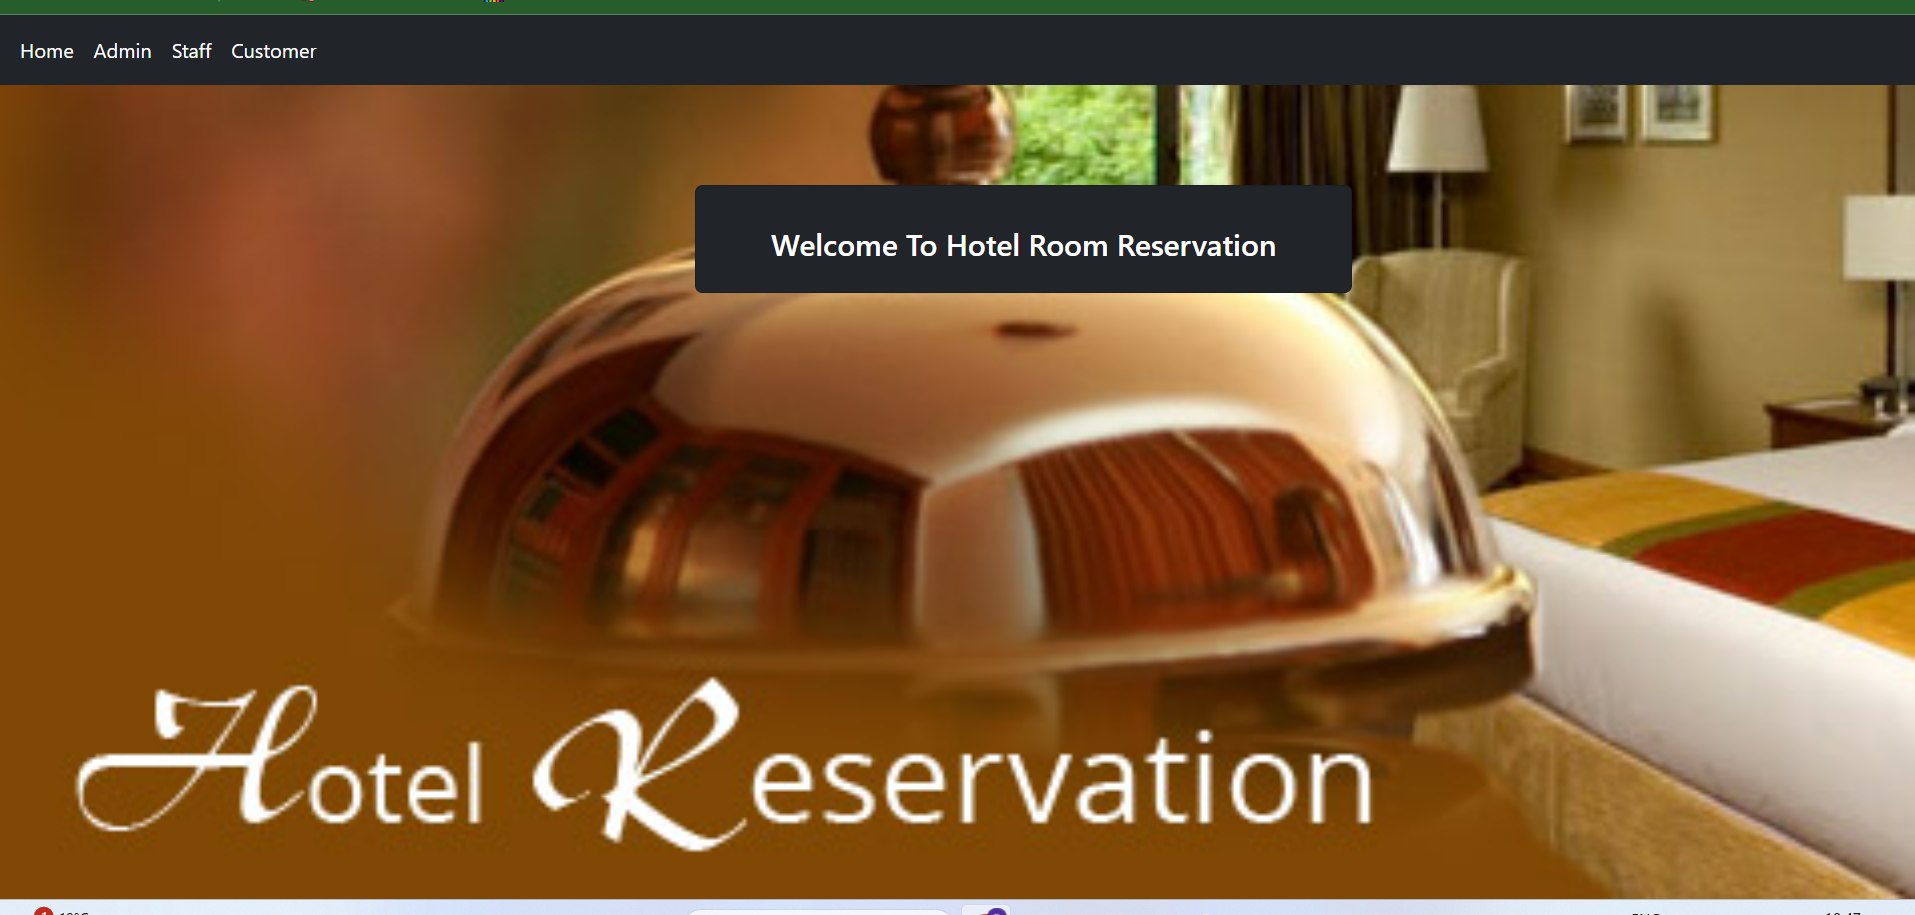 Home Admin Staff Customer
Welcome To Hotel Room Reservation
Hotel Reservation